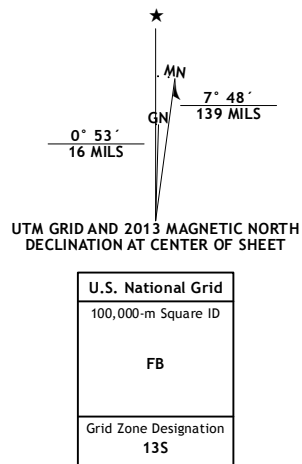 MN
GN
7° 48´
139 MILS
0° 53´
16 MILS
UTM GRID AND 2013 MAGNETIC NORTH
DECLINATION AT CENTER OF SHEET
U.S. National Grid
100,000-m Square ID
FB
Grid Zone Designation
13S